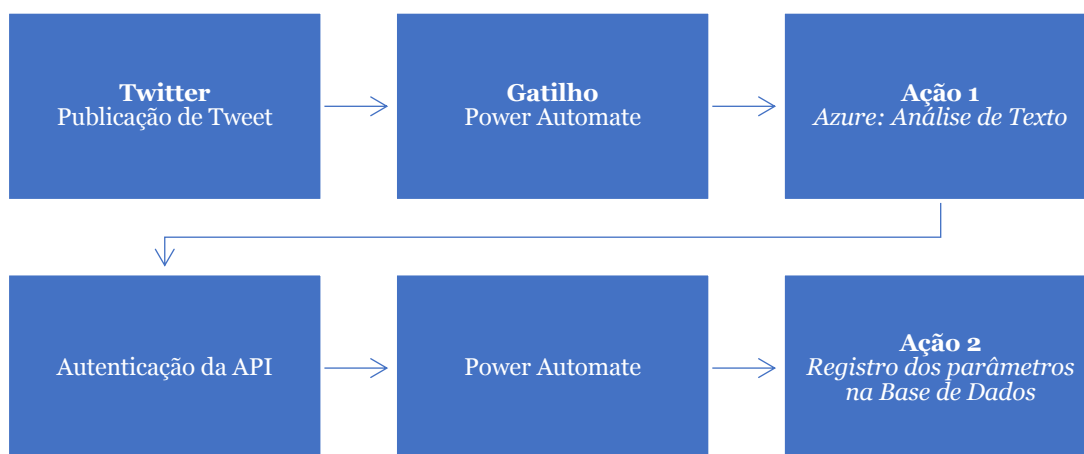 Twitter
Publicação de Tweet
Gatilho
Power Automate
Ação 1
Azure: Análise de Texto
Autenticação da API
Power Automate
Ação 2
Registro dos parâmetros
na Base de Dados